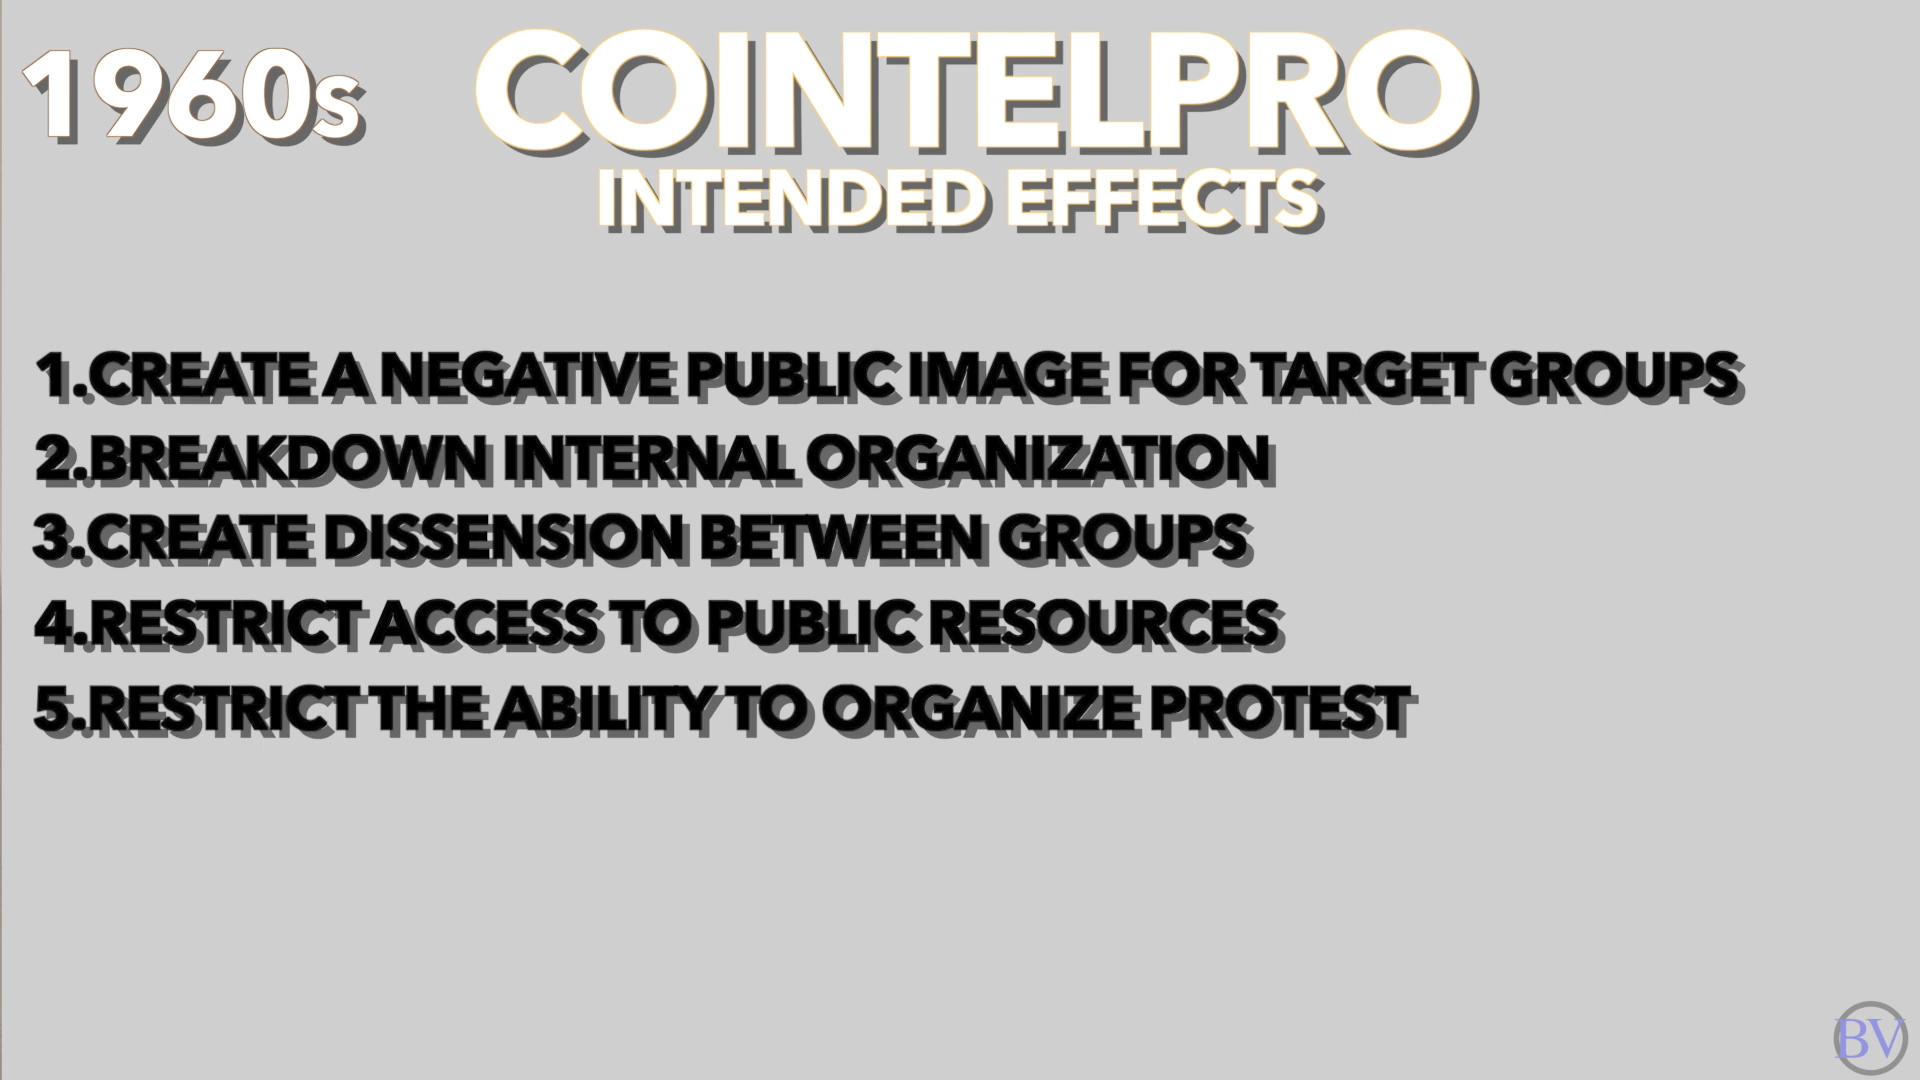 1960s
COINTELPRO
INTENDED EFFECTS
1.CREATE A NEGATIVE PUBLIC IMAGE FOR TARGET GROUPS
2.BREAKDOWN INTERNAL ORGANIZATION
3.CREATE DISSENSION BETWEEN GROUPS
4.RESTRICT ACCESS TO PUBLIC RESOURCES
5.RESTRICT THE ABILITY TO ORGANIZE PROTEST
BV